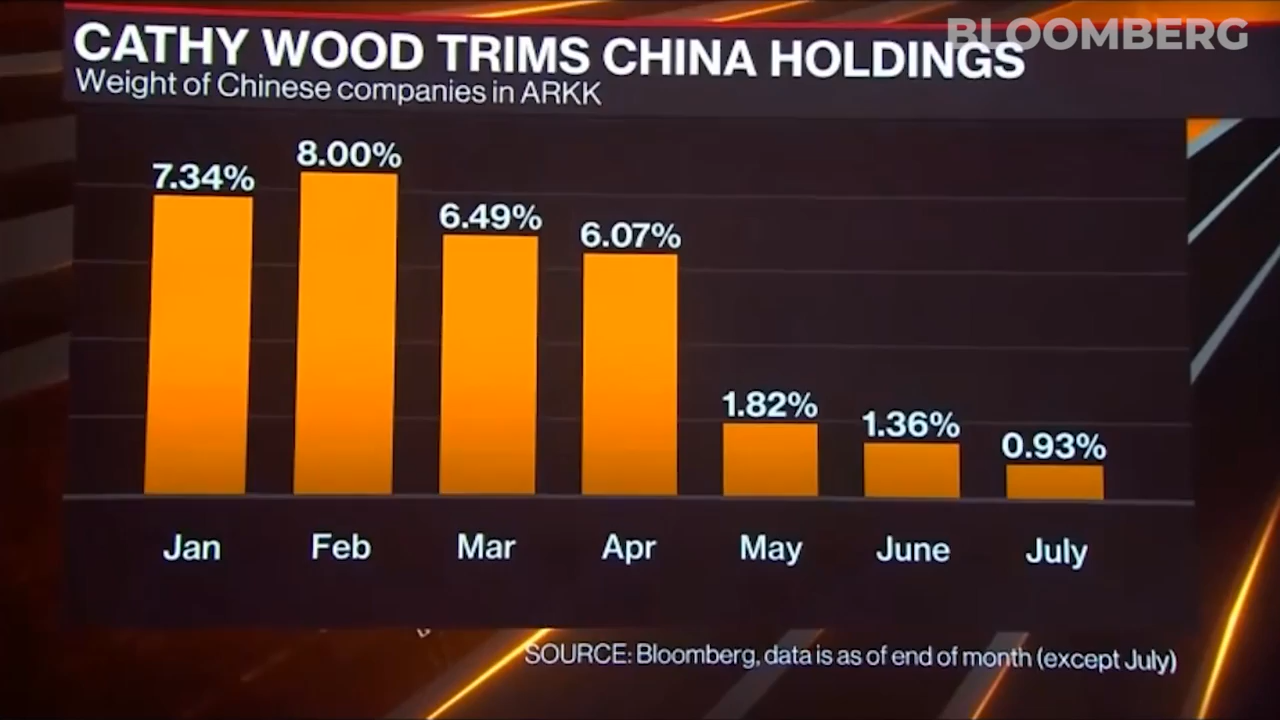 BLOOMBERG
CATHY WOOD TRIMS CHINA HOLDINGS
Weight of Chinese companies in ARKK
7.34%
8.00%
6.49%
6.07%
1.82%
1.36%
0.93%
Jan
Feb
Mar
Apr
May
June
July
SOURCE: Bloomberg, data is as of end of month (except July)